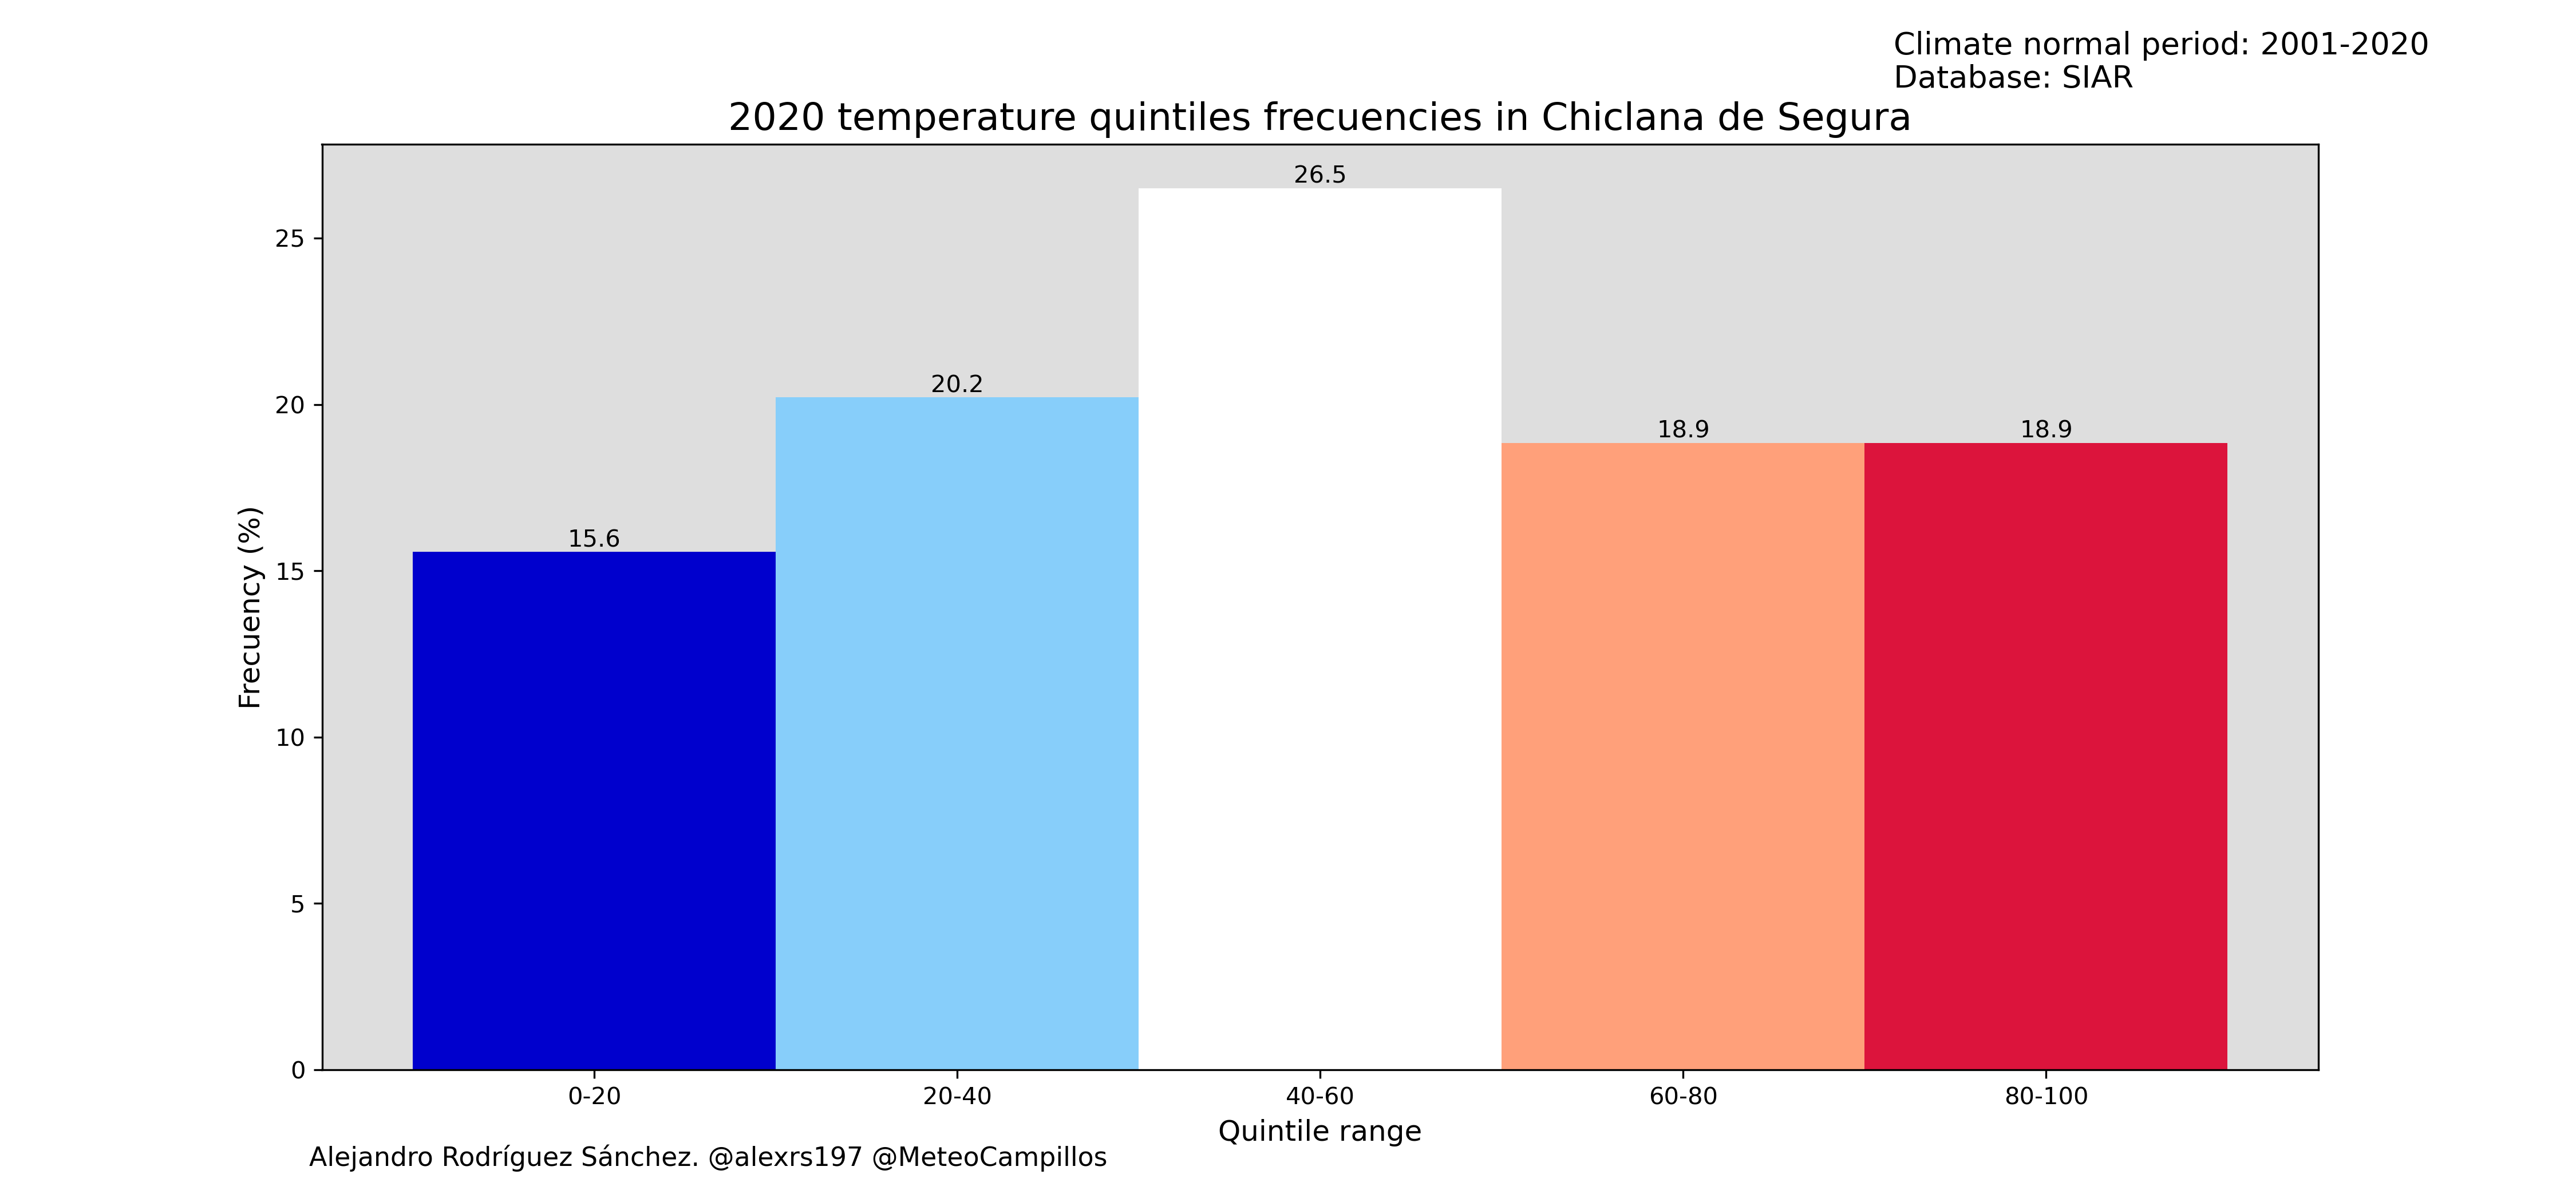 Climate normal period: 2001-2020
Database: SIAR
2020 temperature quintiles frecuencies in Chiclana de Segura
26.5
25
20.2
20
18.9
18.9
15.6
15
Frecuency (%)
10
5
0
0-20
20-40
40-60
60-80
80-100
Quintile range
Alejandro Rodríguez Sánchez. @alexrs197 @MeteoCampillos